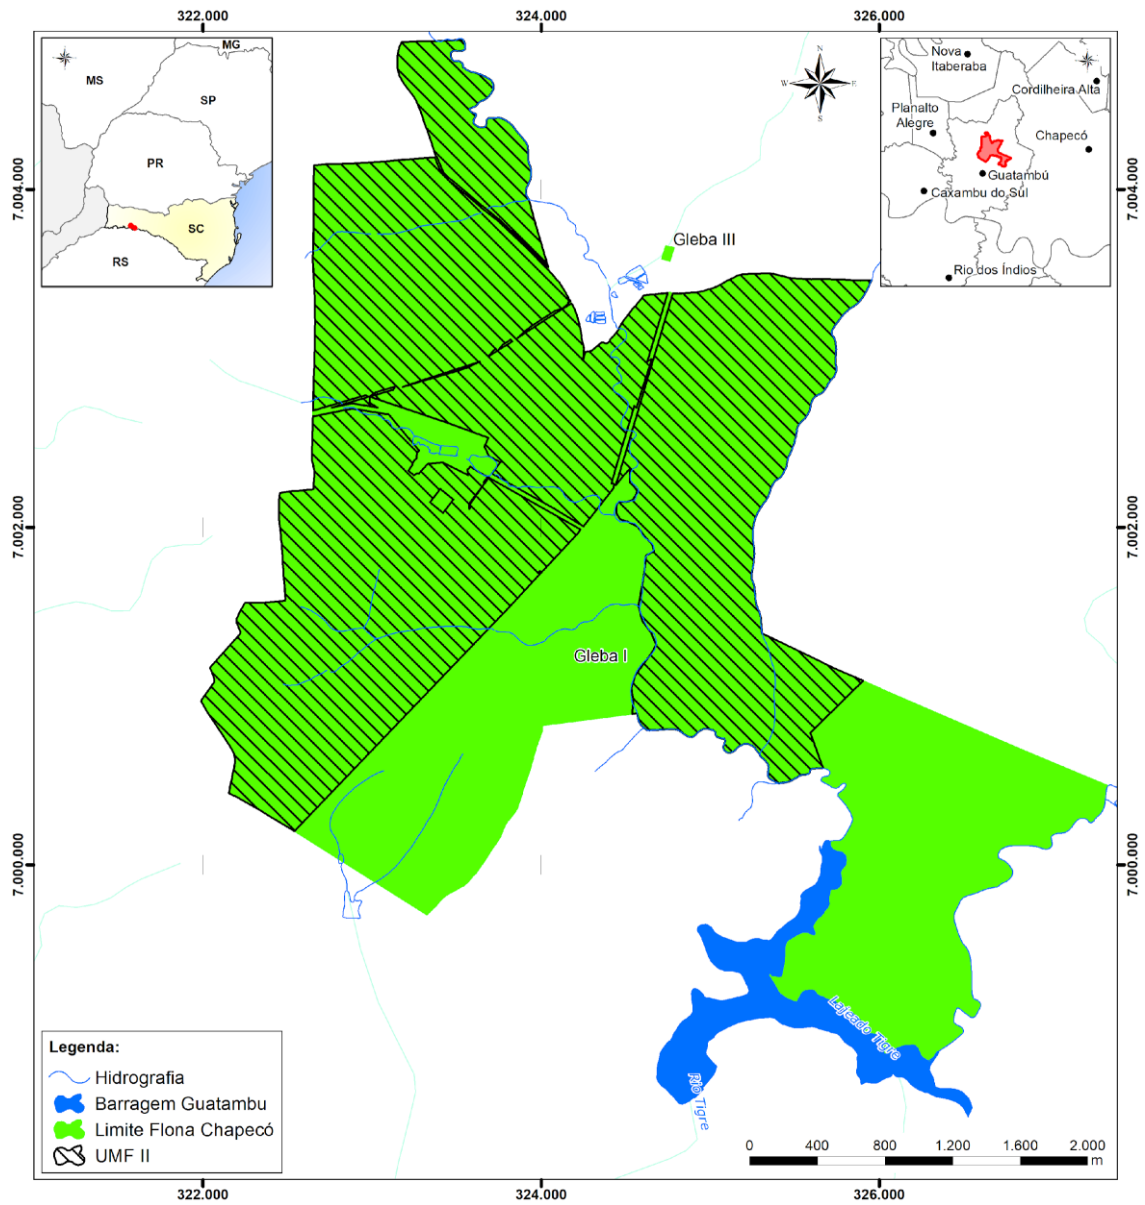 322.000
324.000
326.000
MG
MS
SP
PR
SC
RS
N
W
E
S
Nova
Itaberaba
Cordilheira Alta
Planalto
Alegre
Chapecó
Guatambú
Caxambu do Sul
Rio dos Índios
7.004.000
7.004.000
Gleba III
7.002.000
7.002.000
Gleba I
7.000.000
7.000.000
Lajeado Tigre
Rio Tigre
Legenda:
Hidrografia
Barragem Guatambu
Limite Flona Chapecó
UMF II
0
400
800
1.200
1.600
2.000
m
322.000
324.000
326.000